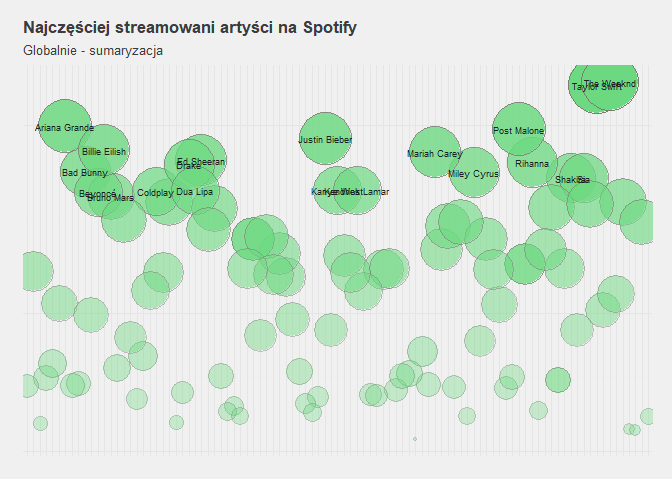 Najczęściej streamowani artyści na Spotify
Globalnie - sumaryzacja
The Weeknd
Taylor Swift
Ariana Grande
Post Malone
Justin Bieber
Billie Eilish
Mariah Carey
Ed Sheeran
Drake
Rihanna
Bad Bunny
Miley Cyrus
Shakira
Sia
Beyoncé
Bruno Mars
Coldplay
Dua Lipa
Kanye West
Kendrick Lamar